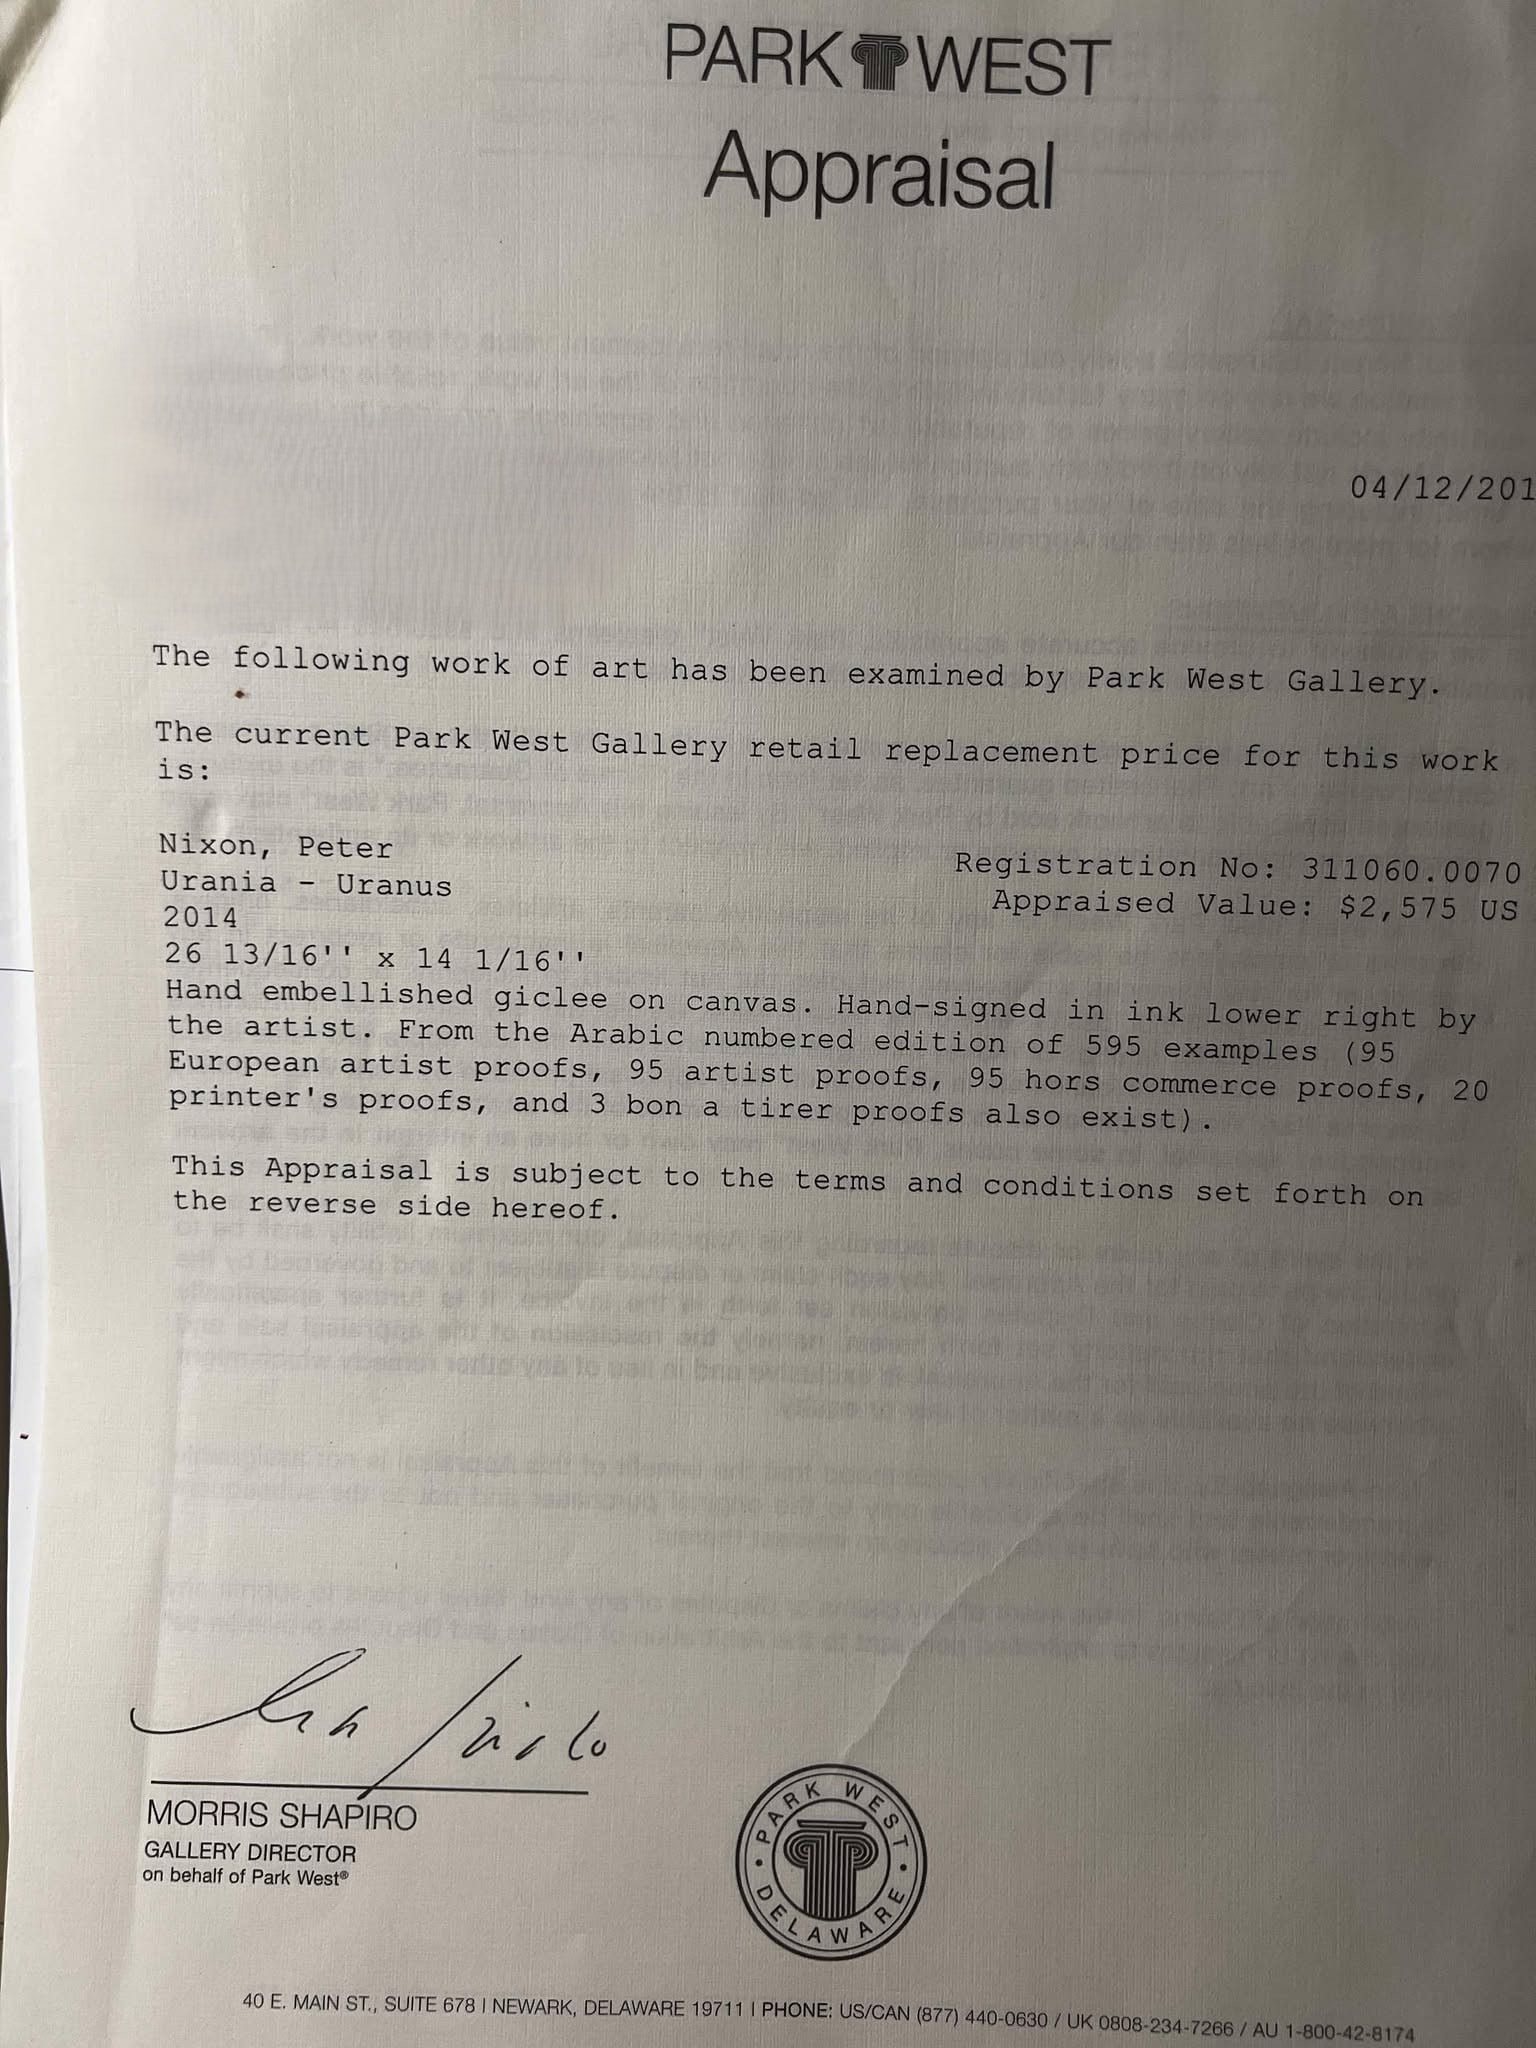 PARK WEST
Appraisal
04/12/201
The following work of art has been examined by Park West Gallery.
The current Park West Gallery retail replacement price for this work
is:
Nixon, Peter
Registration No: 311060.0070
Urania - Uranus
Appraised Value: $2,575 US
2014
26 13/16'' x 14 1/16''
Hand embellished giclee on canvas. Hand-signed in ink lower right by
the artist. From the Arabic numbered edition of 595 examples (95
European artist proofs, 95 artist proofs, 95 hors commerce proofs, 20
printer's proofs, and 3 bon a tirer proofs also exist).
This Appraisal is subject to the terms and conditions set forth on
the reverse side hereof.
MORRIS SHAPIRO
GALLERY DIRECTOR
on behalf of Park West®
PARK WEST
DELAWARE
40 E. MAIN ST., SUITE 678 | NEWARK, DELAWARE 19711 | PHONE: US/CAN (877) 440-0630 / UK 0808-234-7266 / AU 1-800-42-8174